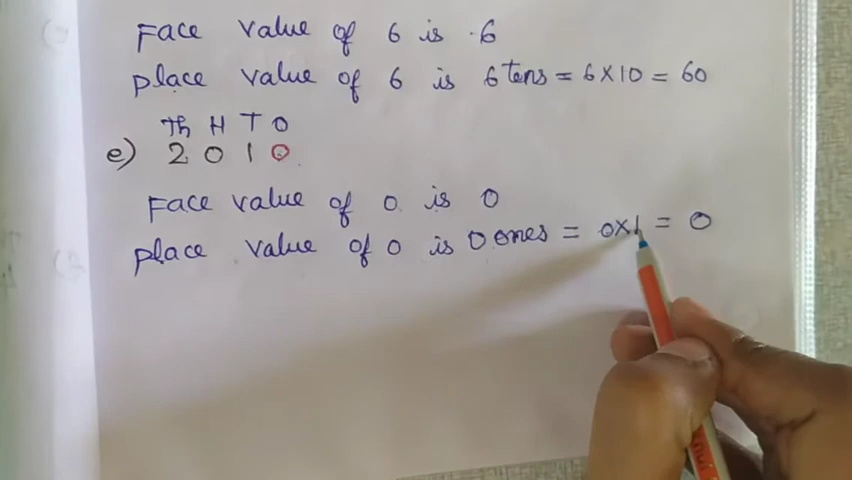 Face value of 6 is 6
Place value of 6 is 6 tens = 6×10 = 60
Th H T O
e) 2 0 1 0
Face value of 0 is 0
Place value of 0 is 0 ones = 0×1 = 0